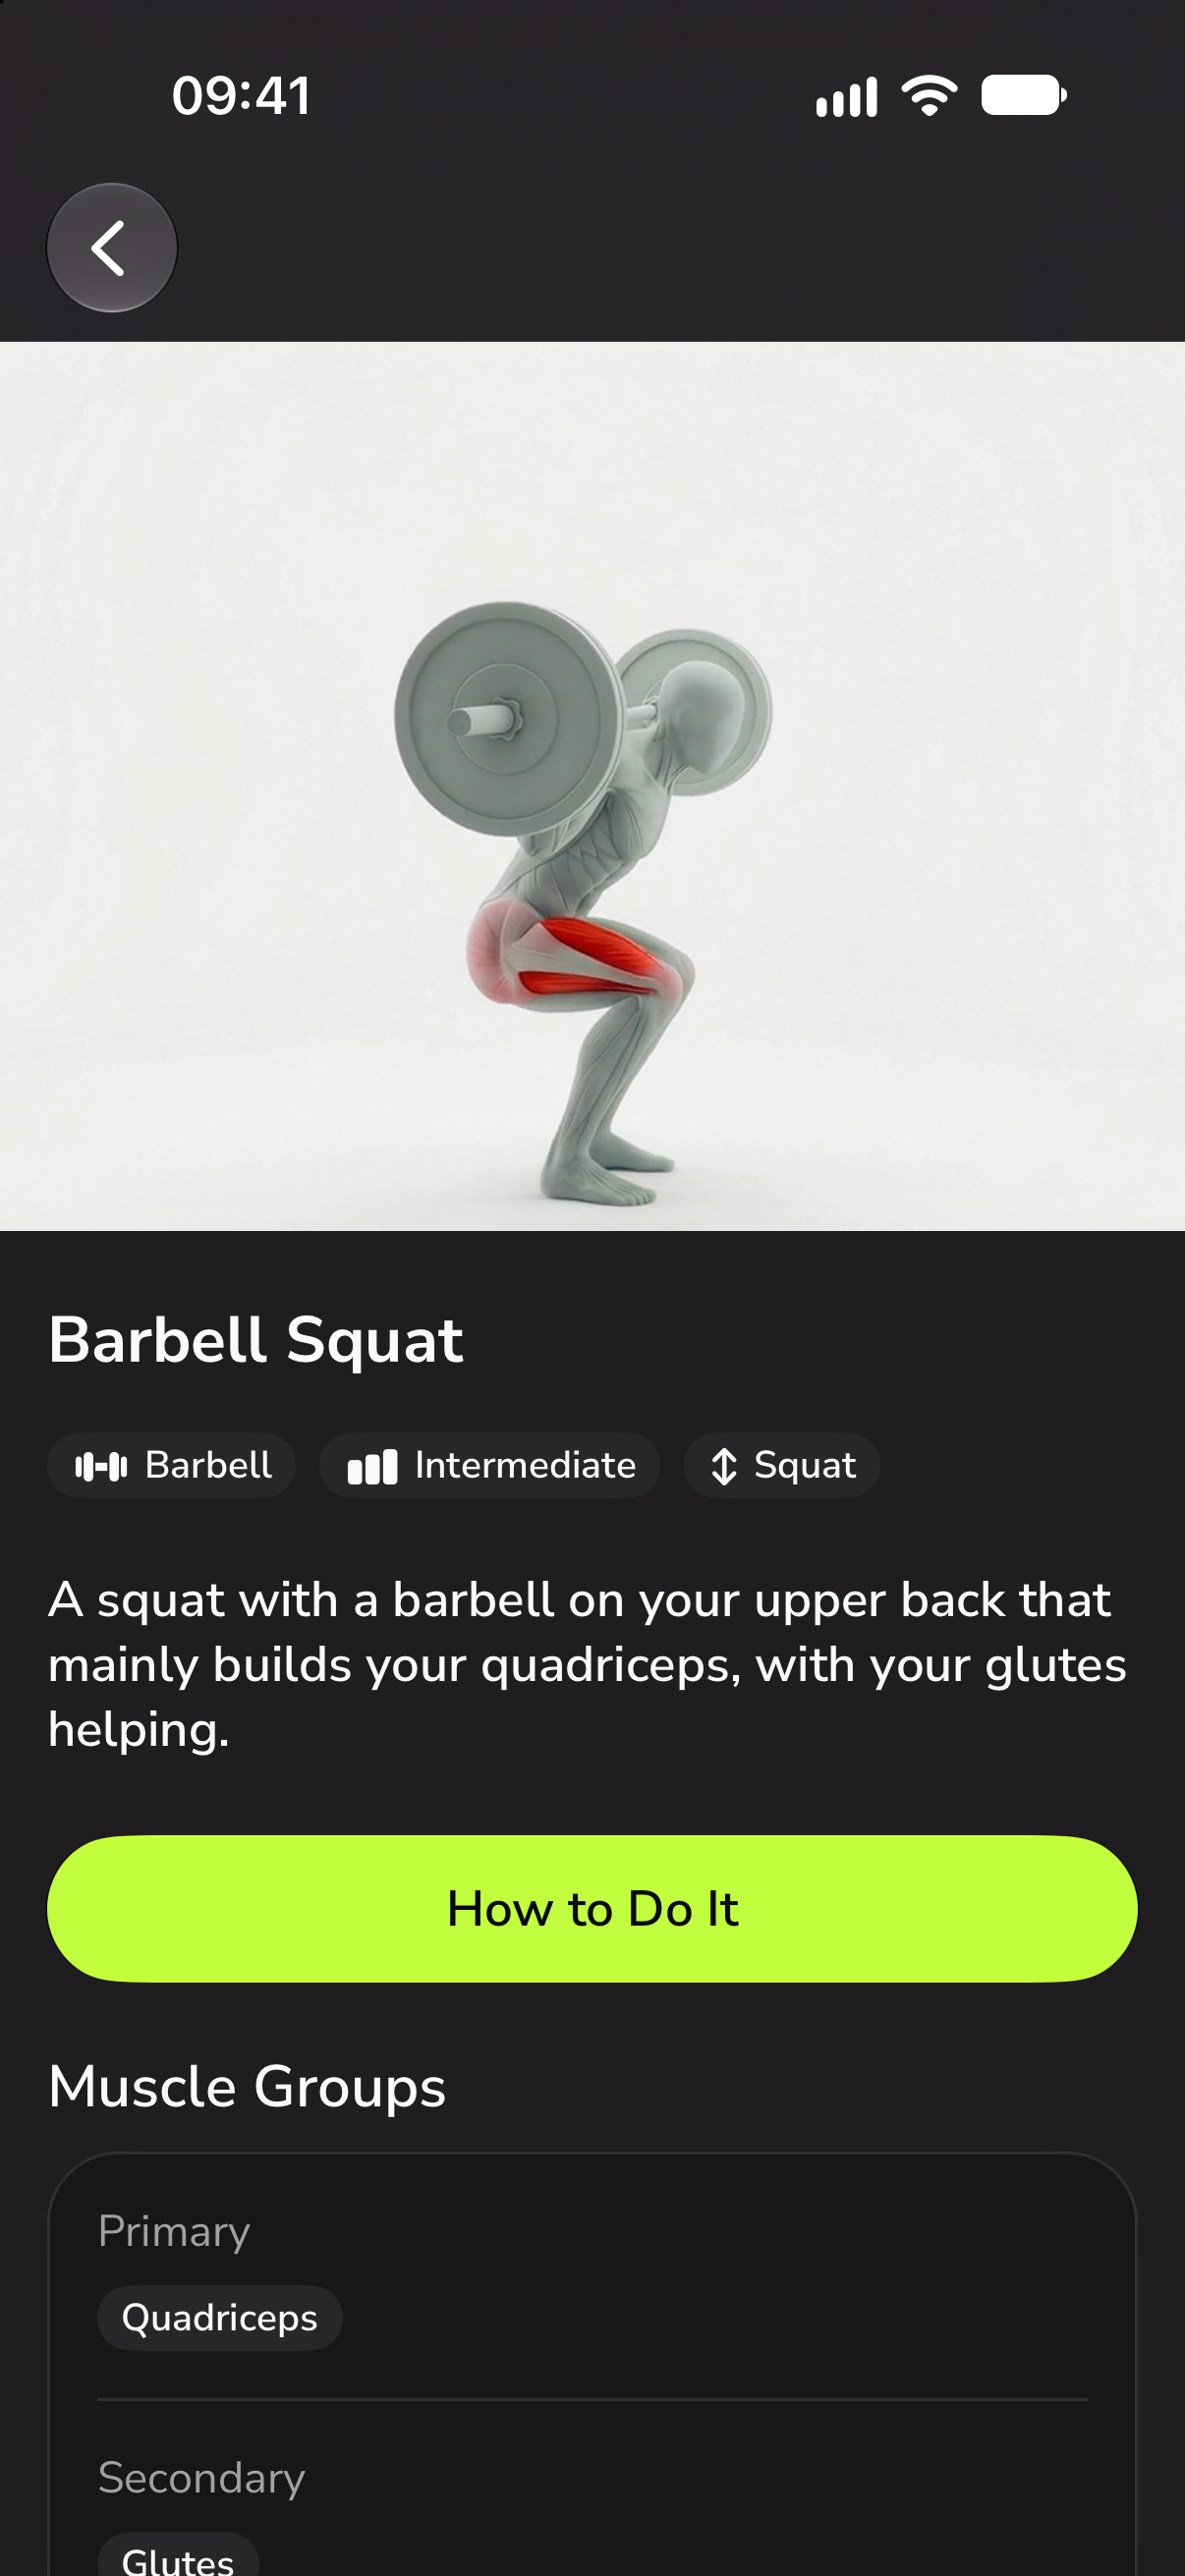 09:41
Barbell Squat
Barbell
Intermediate
Squat
A squat with a barbell on your upper back that
mainly builds your quadriceps, with your glutes
helping.
How to Do It
Muscle Groups
Primary
Quadriceps
Secondary
Glutes